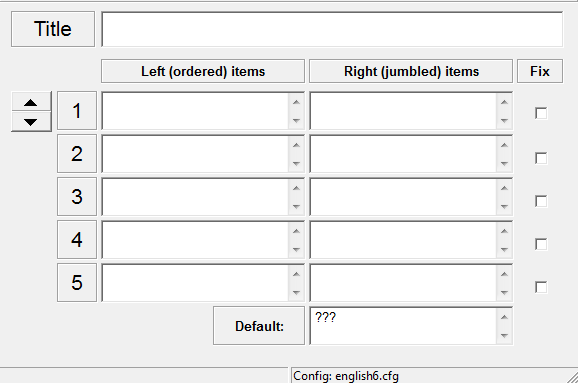 Title
Left (ordered) items Right (jumbled) items Fix
1
2
3
4
5
Default: ???
Config: english6.cfg